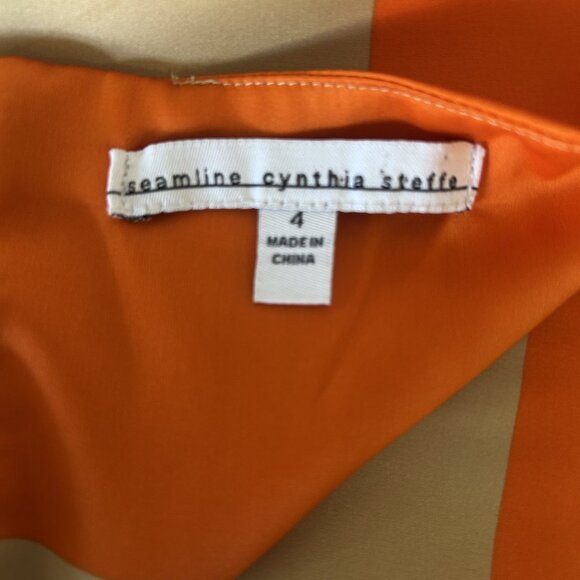 seamline cynthia steffe
4
MADE IN
CHINA